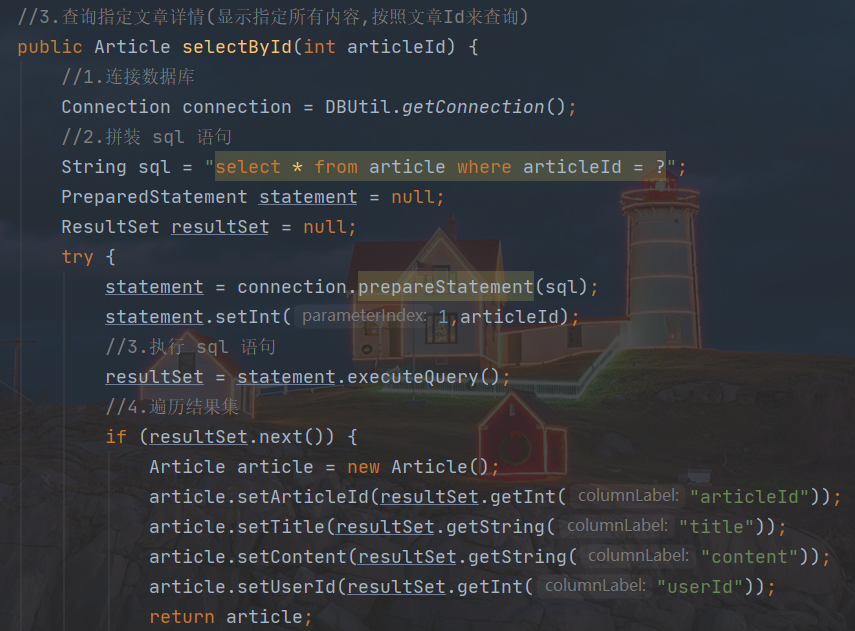 //3.查询指定文章详情(显示指定所有内容,按照文章Id来查询)
public Article selectById(int articleId) {
//1.连接数据库
Connection connection = DBUtil.getConnection();
//2.拼装 sql 语句
String sql = "select * from article where articleId = ?";
PreparedStatement statement = null;
ResultSet resultSet = null;
try {
statement = connection.prepareStatement(sql);
statement.setInt( parameterIndex: 1,articleId);
//3.执行 sql 语句
resultSet = statement.executeQuery();
//4.遍历结果集
if (resultSet.next()) {
Article article = new Article();
article.setArticleId(resultSet.getInt( columnLabel: "articleId"));
article.setTitle(resultSet.getString( columnLabel: "title"));
article.setContent(resultSet.getString( columnLabel: "content"));
article.setUserId(resultSet.getInt( columnLabel: "userId"));
return article;